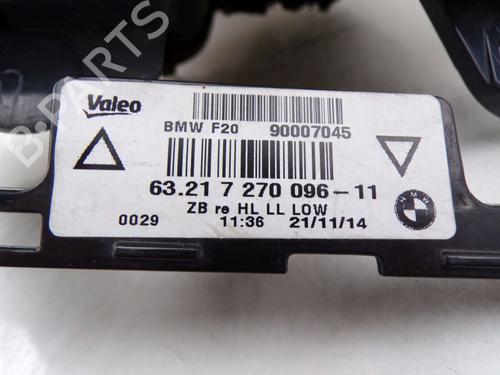 Valeo
BMW F20 90007045
63.21 7 270 096-11
ZB re HL LL LOW
0029 11:36 21/11/14
BMW
B-PARTS